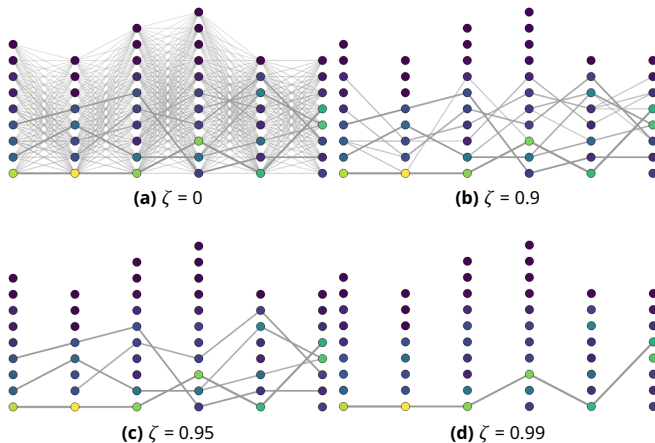 (a) ζ = 0
(b) ζ = 0.9
(c) ζ = 0.95
(d) ζ = 0.99